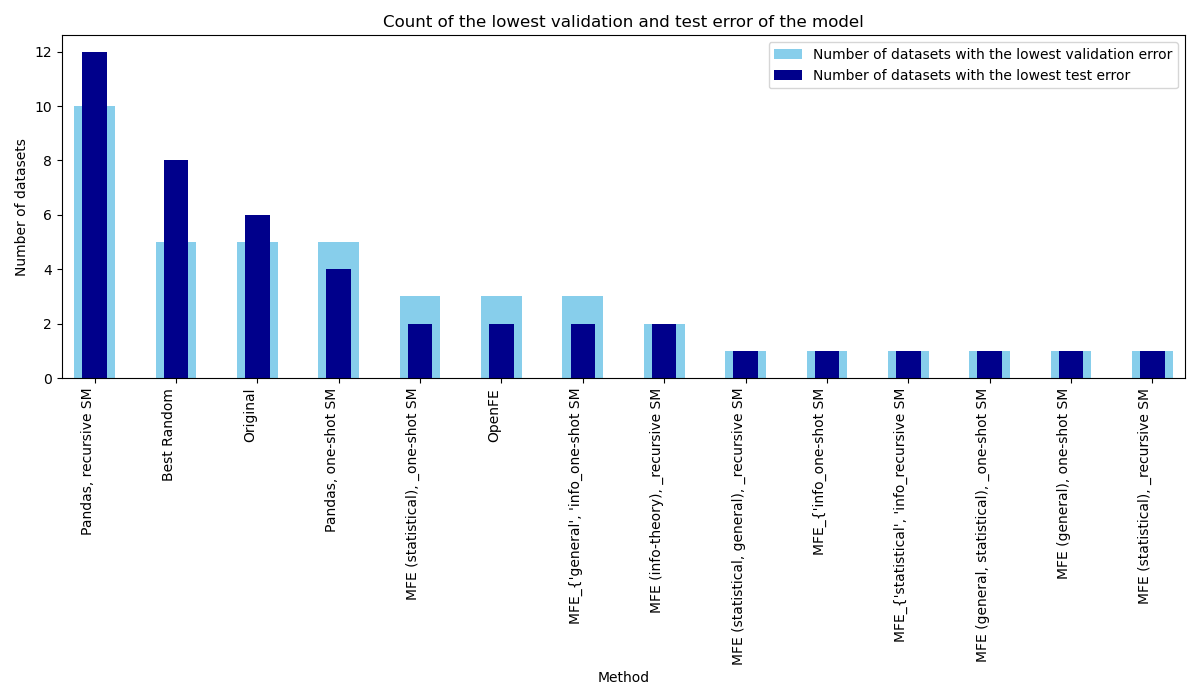 Count of the lowest validation and test error of the model
Number of datasets with the lowest validation error
Number of datasets with the lowest test error
Number of datasets
12
10
8
6
4
2
0
Pandas, recursive SM
Best Random
Original
Pandas, one-shot SM
MFE (statistical), _one-shot SM
OpenFE
MFE_{'general', 'info_one-shot SM
MFE (info-theory), _recursive SM
MFE (statistical, general), _recursive SM
MFE_{'info_one-shot SM
MFE_{'statistical', 'info_recursive SM
MFE (general, statistical), _one-shot SM
MFE (general), one-shot SM
MFE (statistical), _recursive SM
Method